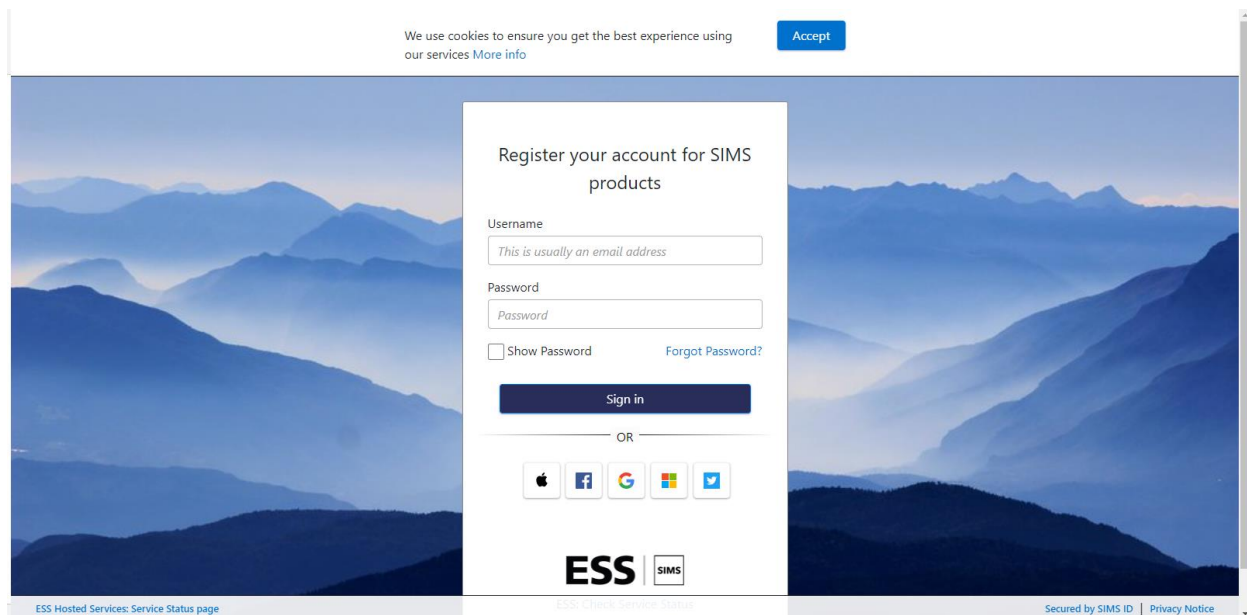 We use cookies to ensure you get the best experience using
our services More info
Accept
Register your account for SIMS
products
Username
This is usually an email address
Password
Password
Show Password
Forgot Password?
Sign in
OR
ESS
SIMS
ESS: Check Service Status
ESS Hosted Services: Service Status page
Secured by SIMS ID | Privacy Notice